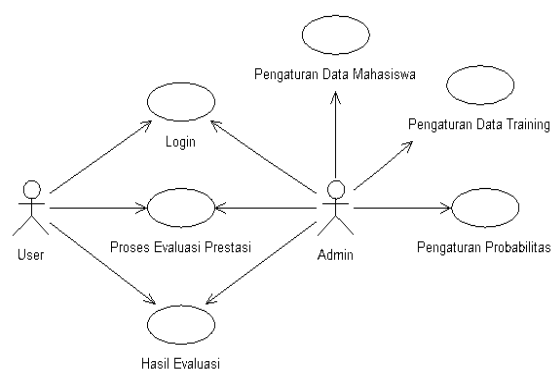 Pengaturan Data Mahasiswa
Pengaturan Data Training
Login
User
Proses Evaluasi Prestasi
Admin
Pengaturan Probabilitas
Hasil Evaluasi